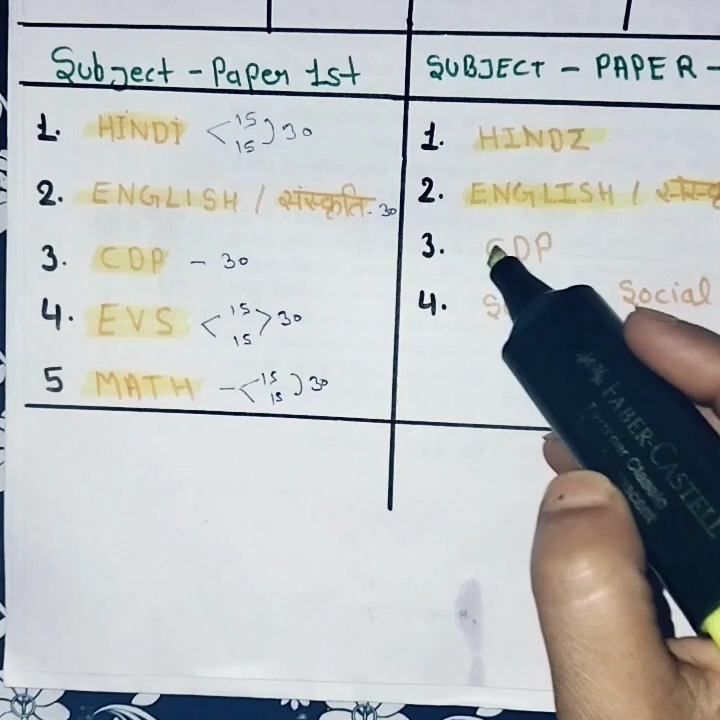 Subject - Paper 1st
1. HINDI < 15 15 ) 30
2. ENGLISH / संस्कृति - 30
3. CDP - 30
4. EVS < 15 15 > 30
5 MATH - < 15 15 ) 30
SUBJECT - PAPER -
1. HINDI
2. ENGLISH /
3. CDP
4. Social
FABER-CASTELL